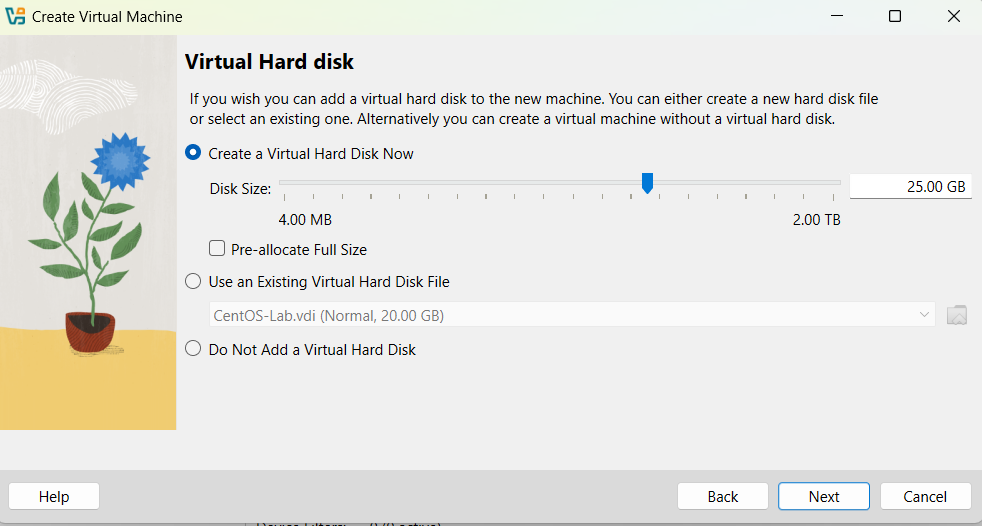 Create Virtual Machine
Virtual Hard disk
If you wish you can add a virtual hard disk to the new machine. You can either create a new hard disk file
or select an existing one. Alternatively you can create a virtual machine without a virtual hard disk.
Create a Virtual Hard Disk Now
Disk Size:
25.00 GB
4.00 MB
2.00 TB
Pre-allocate Full Size
Use an Existing Virtual Hard Disk File
CentOS-Lab.vdi (Normal, 20.00 GB)
Do Not Add a Virtual Hard Disk
Help
Back
Next
Cancel